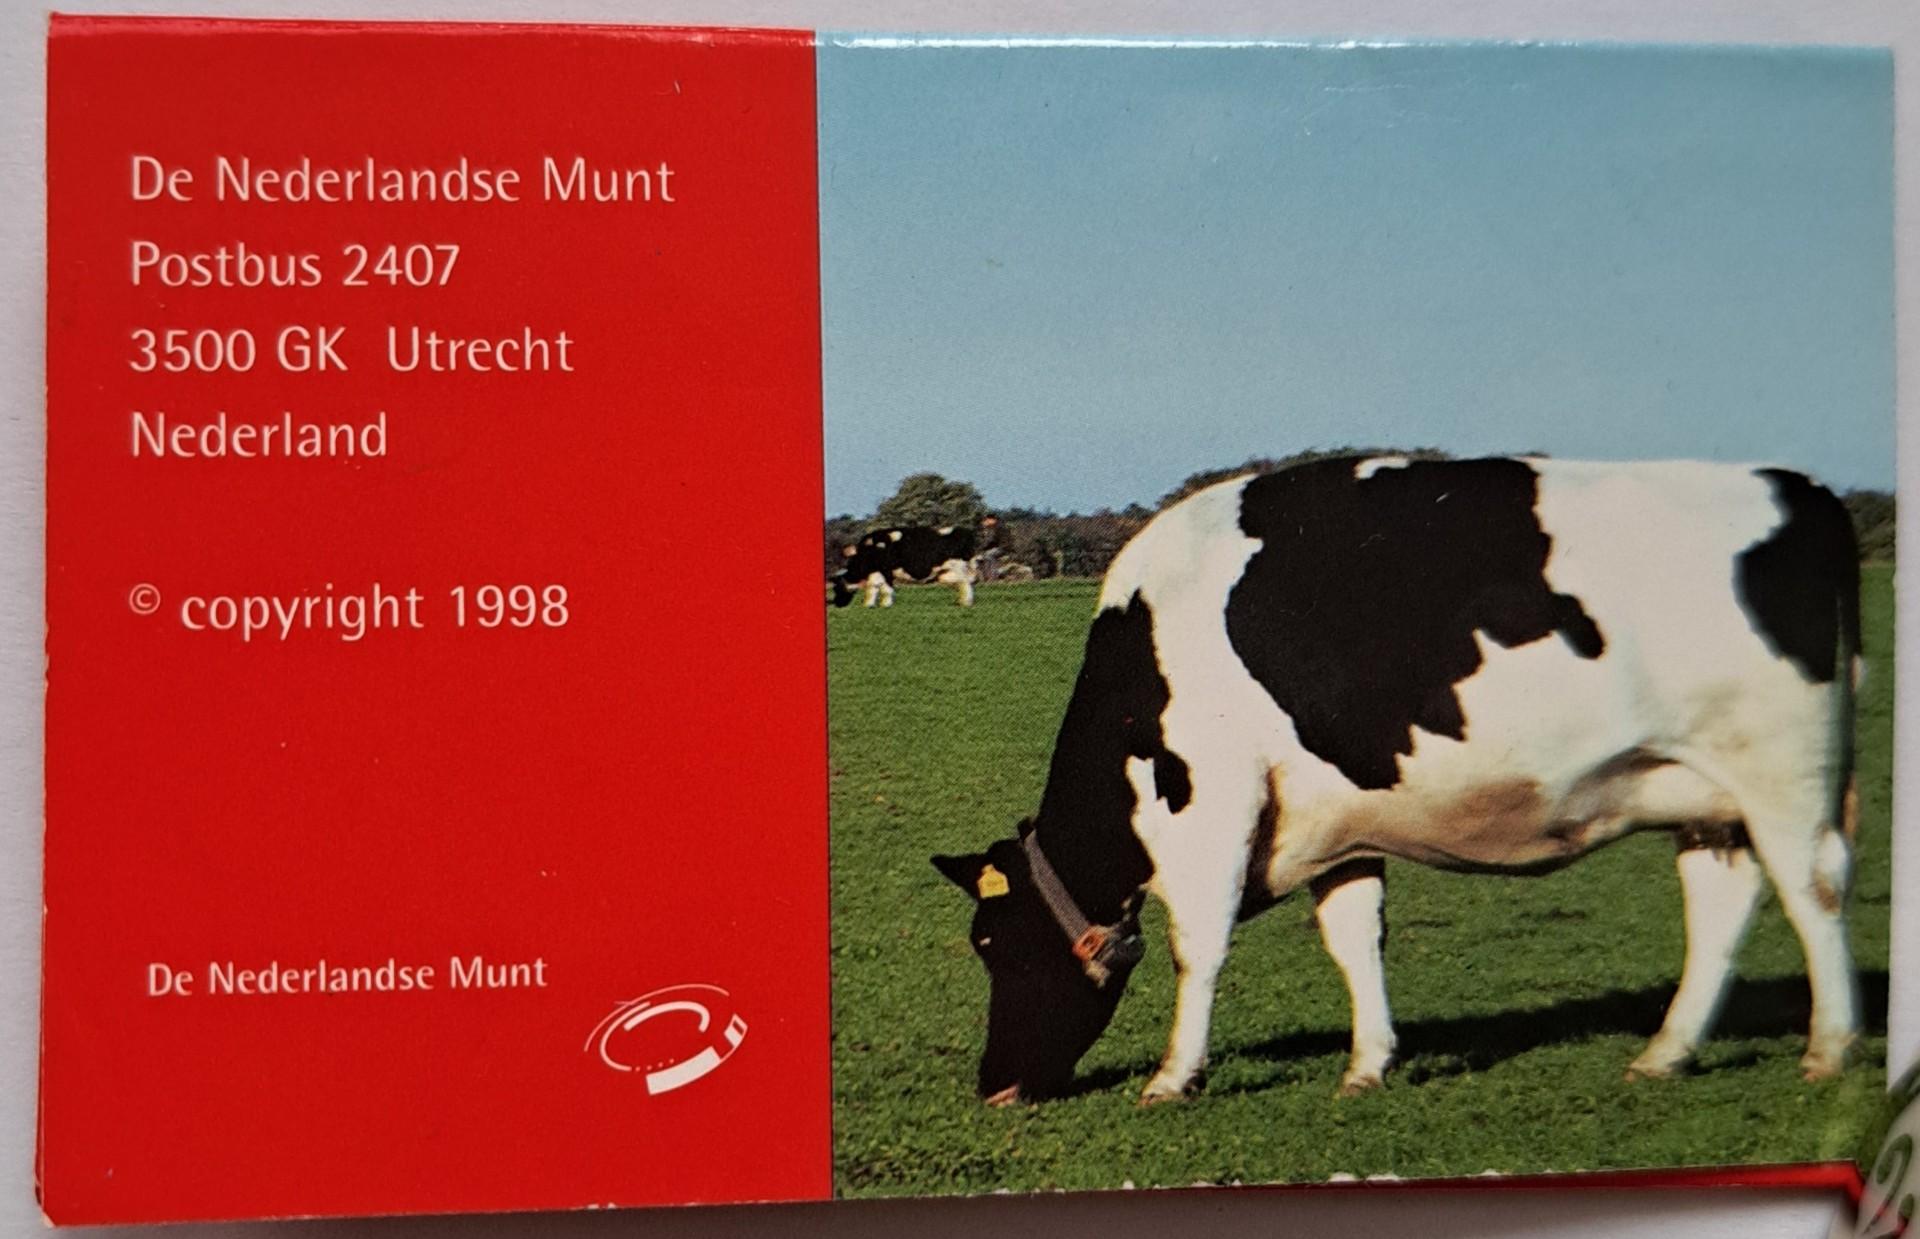 De Nederlandse Munt
Postbus 2407
3500 GK Utrecht
Nederland
© copyright 1998
De Nederlandse Munt